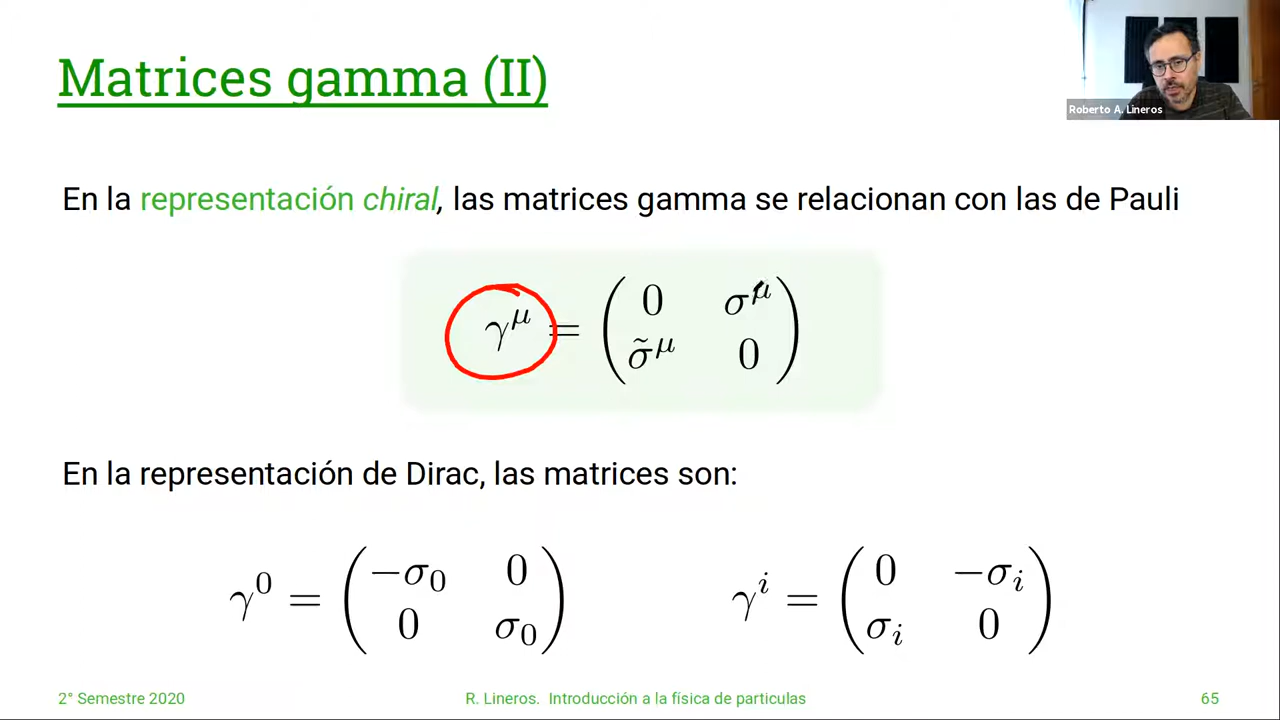 Matrices gamma (II)
Roberto A. Lineros
En la representación chiral, las matrices gamma se relacionan con las de Pauli
γ^μ = ( 0 σ^μ
σ̃^μ 0 )
En la representación de Dirac, las matrices son:
γ^0 = ( −σ_0 0
0 σ_0 )
γ^i = ( 0 −σ_i
σ_i 0 )
2° Semestre 2020
R. Lineros. Introducción a la física de particulas
65